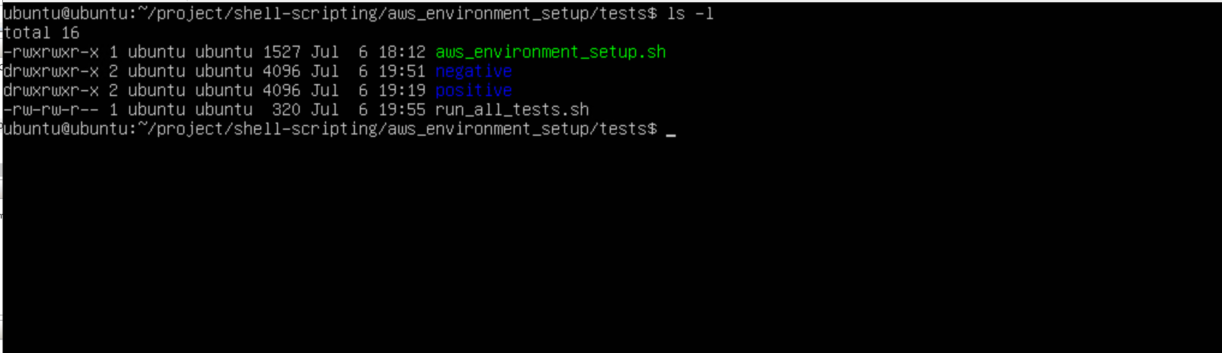 ubuntu@ubuntu:~/project/shell-scripting/aws_environment_setup/tests$ ls -l
total 16
-rwxrwxr-x 1 ubuntu ubuntu 1527 Jul  6 18:12 aws_environment_setup.sh
drwxrwxr-x 2 ubuntu ubuntu 4096 Jul  6 19:51 negative
drwxrwxr-x 2 ubuntu ubuntu 4096 Jul  6 19:19 positive
-rw-rw-r-- 1 ubuntu ubuntu  320 Jul  6 19:55 run_all_tests.sh
ubuntu@ubuntu:~/project/shell-scripting/aws_environment_setup/tests$ _